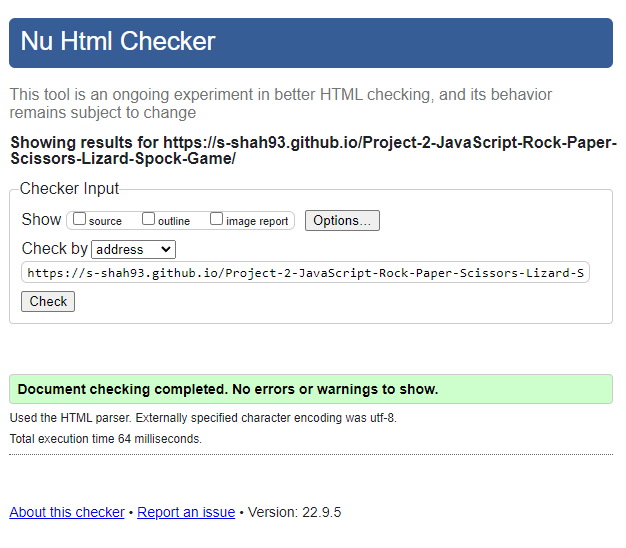 Nu Html Checker
This tool is an ongoing experiment in better HTML checking, and its behavior
remains subject to change
Showing results for https://s-shah93.github.io/Project-2-JavaScript-Rock-Paper-
Scissors-Lizard-Spock-Game/
Checker Input
Show source outline image report Options...
Check by address
https://s-shah93.github.io/Project-2-JavaScript-Rock-Paper-Scissors-Lizard-S
Check
Document checking completed. No errors or warnings to show.
Used the HTML parser. Externally specified character encoding was utf-8.
Total execution time 64 milliseconds.
About this checker • Report an issue • Version: 22.9.5